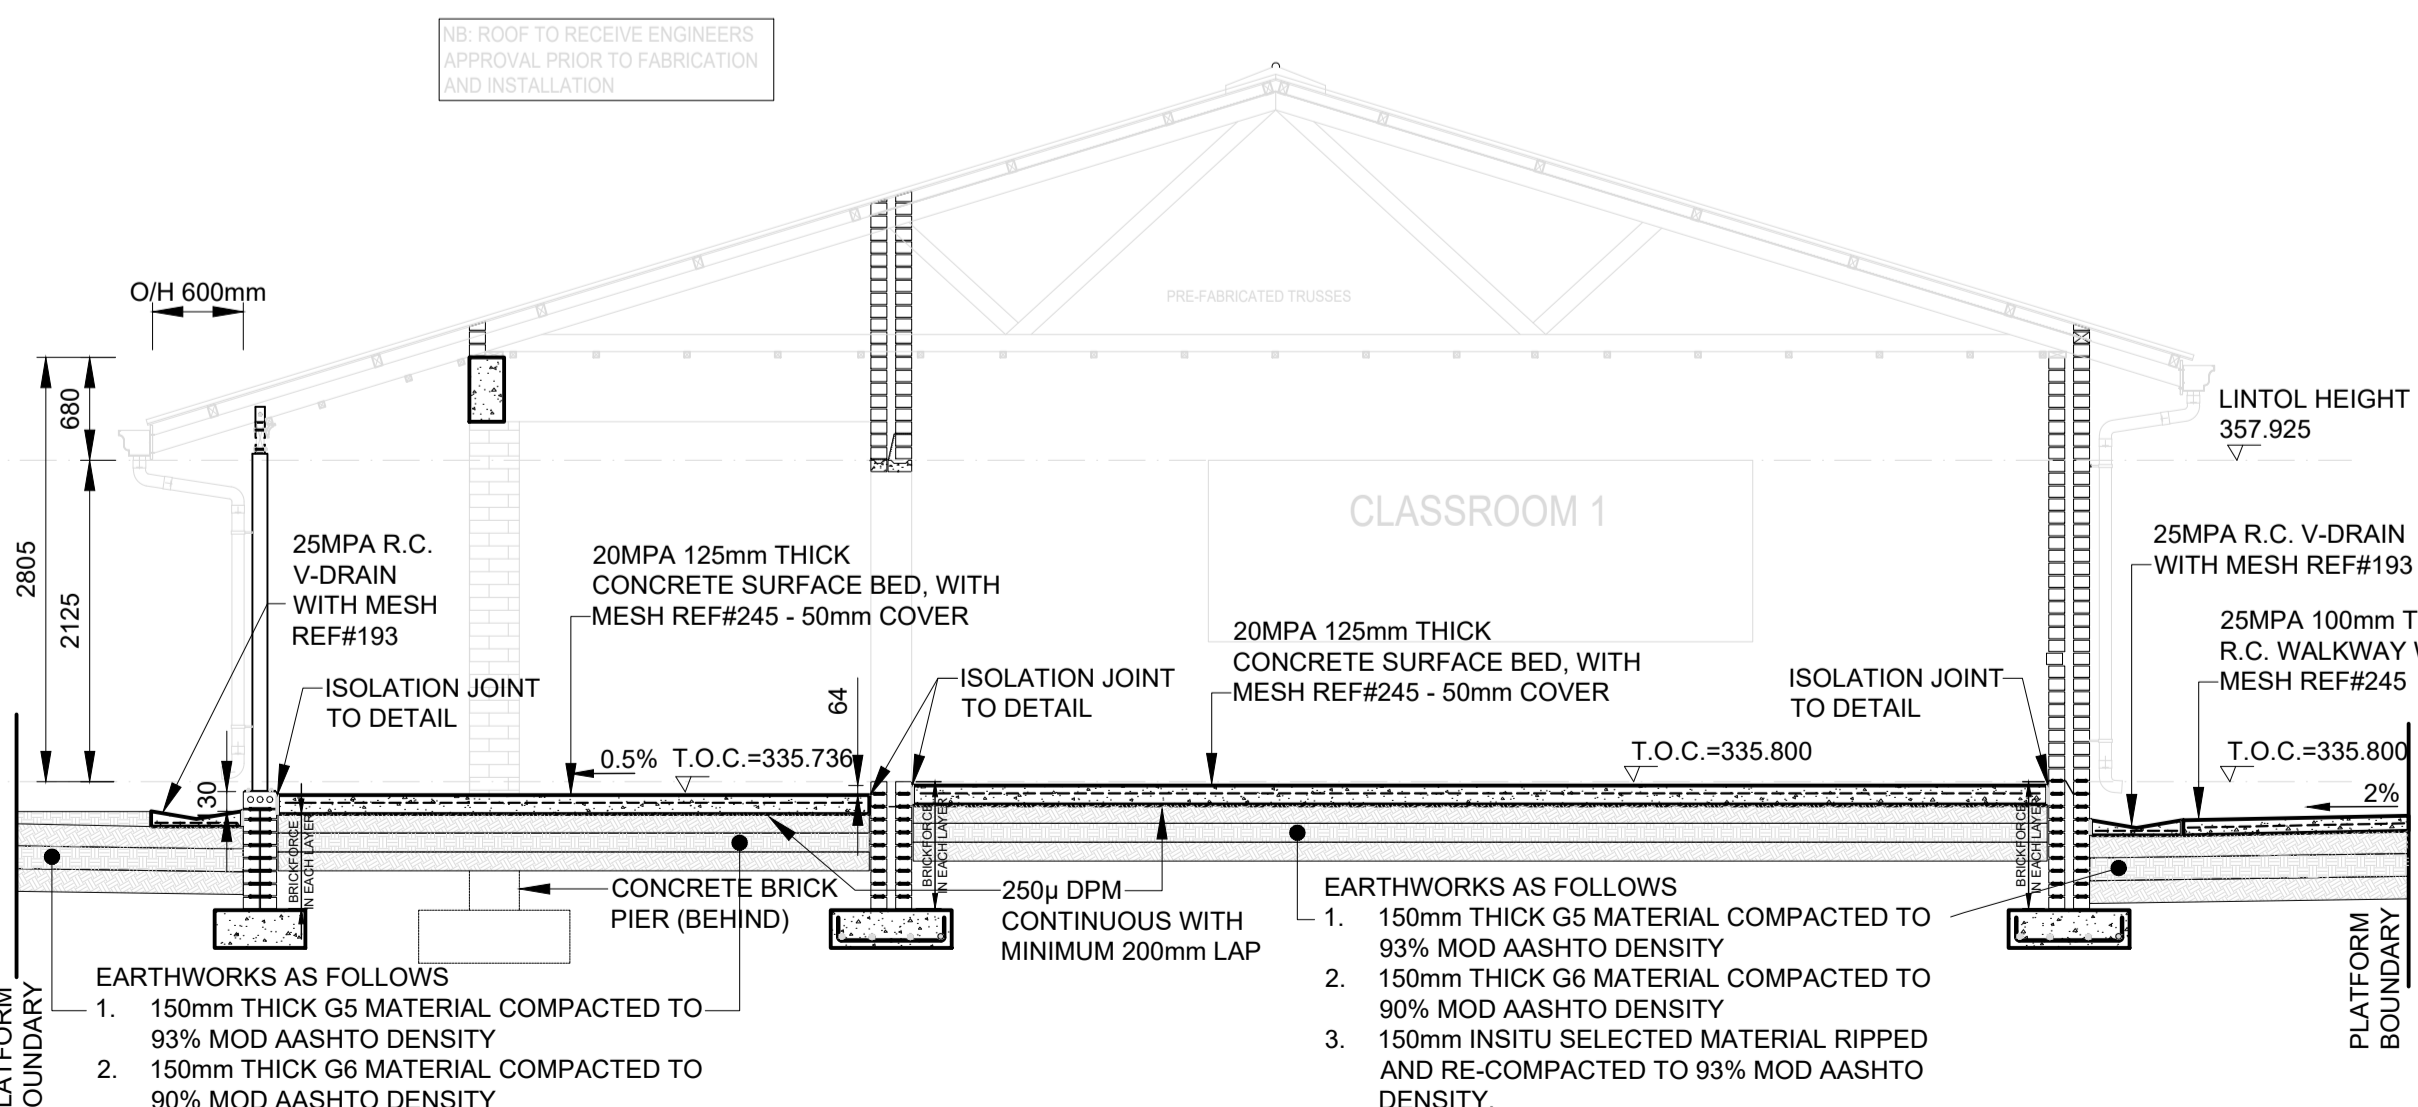 NB: ROOF TO RECEIVE ENGINEERS
APPROVAL PRIOR TO FABRICATION
AND INSTALLATION
PRE-FABRICATED TRUSSES
O/H 600mm
680
2805
2125
30
LINTOL HEIGHT
357.925
CLASSROOM 1
25MPA R.C.
V-DRAIN
WITH MESH
REF#193
20MPA 125mm THICK
CONCRETE SURFACE BED, WITH
MESH REF#245 - 50mm COVER
20MPA 125mm THICK
CONCRETE SURFACE BED, WITH
MESH REF#245 - 50mm COVER
25MPA R.C. V-DRAIN
WITH MESH REF#193
25MPA 100mm T
R.C. WALKWAY W
MESH REF#245
ISOLATION JOINT
TO DETAIL
64
ISOLATION JOINT
TO DETAIL
ISOLATION JOINT
TO DETAIL
0.5%
T.O.C.=335.736
T.O.C.=335.800
T.O.C.=335.800
2%
BRICKFORCE
IN EACH LAYER
BRICKFORCE
IN EACH LAYER
BRICKFORCE
IN EACH LAYER
CONCRETE BRICK
PIER (BEHIND)
250µ DPM
CONTINUOUS WITH
MINIMUM 200mm LAP
EARTHWORKS AS FOLLOWS
1. 150mm THICK G5 MATERIAL COMPACTED TO
93% MOD AASHTO DENSITY
2. 150mm THICK G6 MATERIAL COMPACTED TO
90% MOD AASHTO DENSITY
3. 150mm INSITU SELECTED MATERIAL RIPPED
AND RE-COMPACTED TO 93% MOD AASHTO
DENSITY.
EARTHWORKS AS FOLLOWS
1. 150mm THICK G5 MATERIAL COMPACTED TO
93% MOD AASHTO DENSITY
2. 150mm THICK G6 MATERIAL COMPACTED TO
90% MOD AASHTO DENSITY
LATFORM
OUNDARY
PLATFORM
BOUNDARY